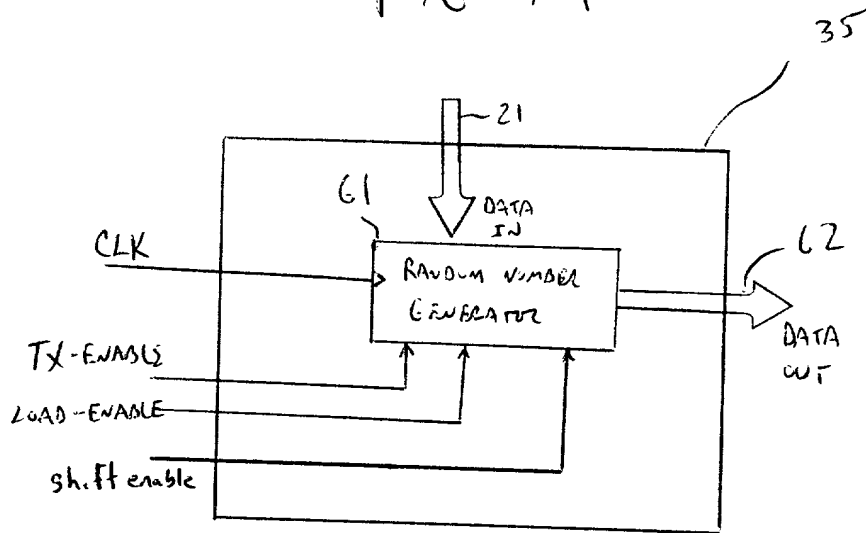 35
21
61
DATA
IN
CLK
RANDOM NUMBER
GENERATOR
62
DATA
OUT
TX-ENABLE
LOAD-ENABLE
shift enable